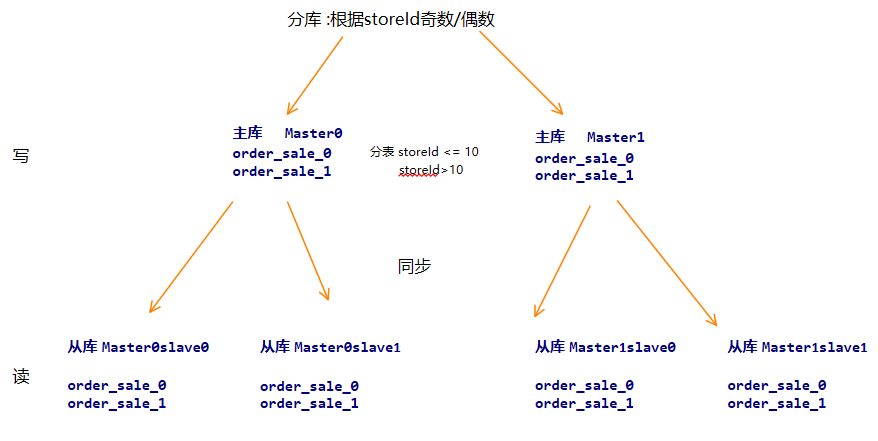 分库 :根据storeId奇数/偶数
写
主库 Master0
order_sale_0
order_sale_1
分表 storeId <= 10
storeId>10
主库 Master1
order_sale_0
order_sale_1
同步
读
从库 Master0slave0
order_sale_0
order_sale_1
从库 Master0slave1
order_sale_0
order_sale_1
从库 Master1slave0
order_sale_0
order_sale_1
从库 Master1slave1
order_sale_0
order_sale_1